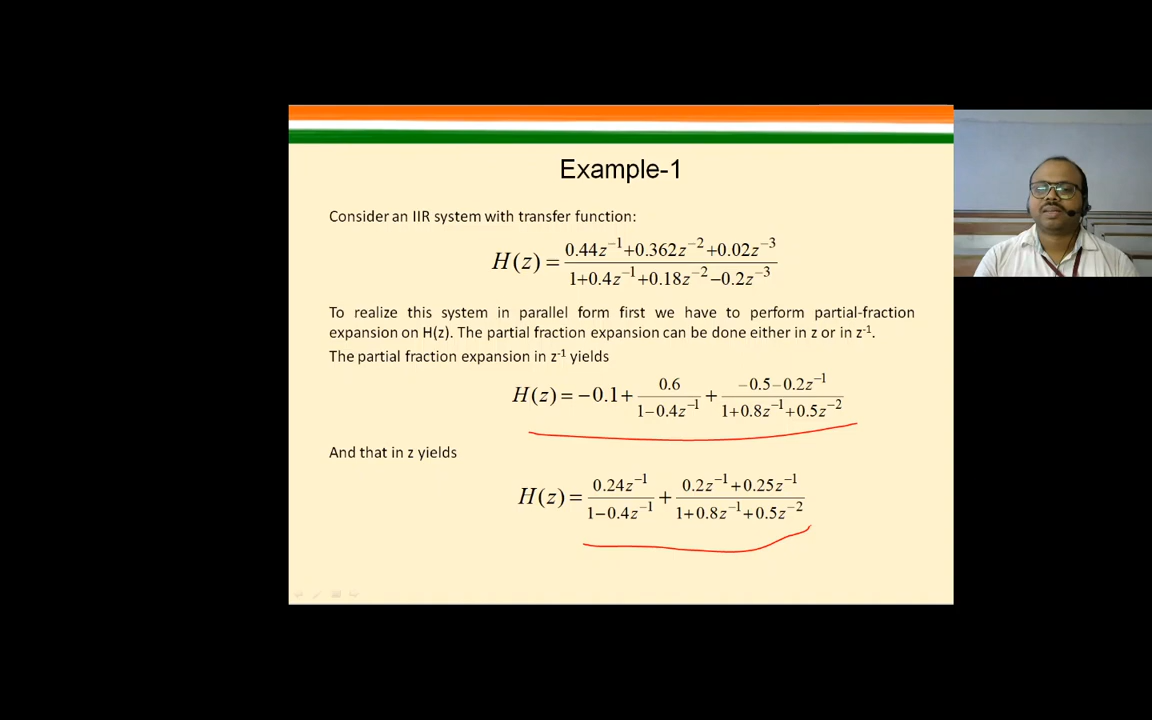 Example-1
Consider an IIR system with transfer function:
H(z) = (0.44z⁻¹+0.362z⁻²+0.02z⁻³)/(1+0.4z⁻¹+0.18z⁻²−0.2z⁻³)
To realize this system in parallel form first we have to perform partial-fraction
expansion on H(z). The partial fraction expansion can be done either in z or in z⁻¹.
The partial fraction expansion in z⁻¹ yields
H(z) = −0.1 + 0.6/(1−0.4z⁻¹) + (−0.5−0.2z⁻¹)/(1+0.8z⁻¹+0.5z⁻²)
And that in z yields
H(z) = 0.24z⁻¹/(1−0.4z⁻¹) + (0.2z⁻¹+0.25z⁻¹)/(1+0.8z⁻¹+0.5z⁻²)